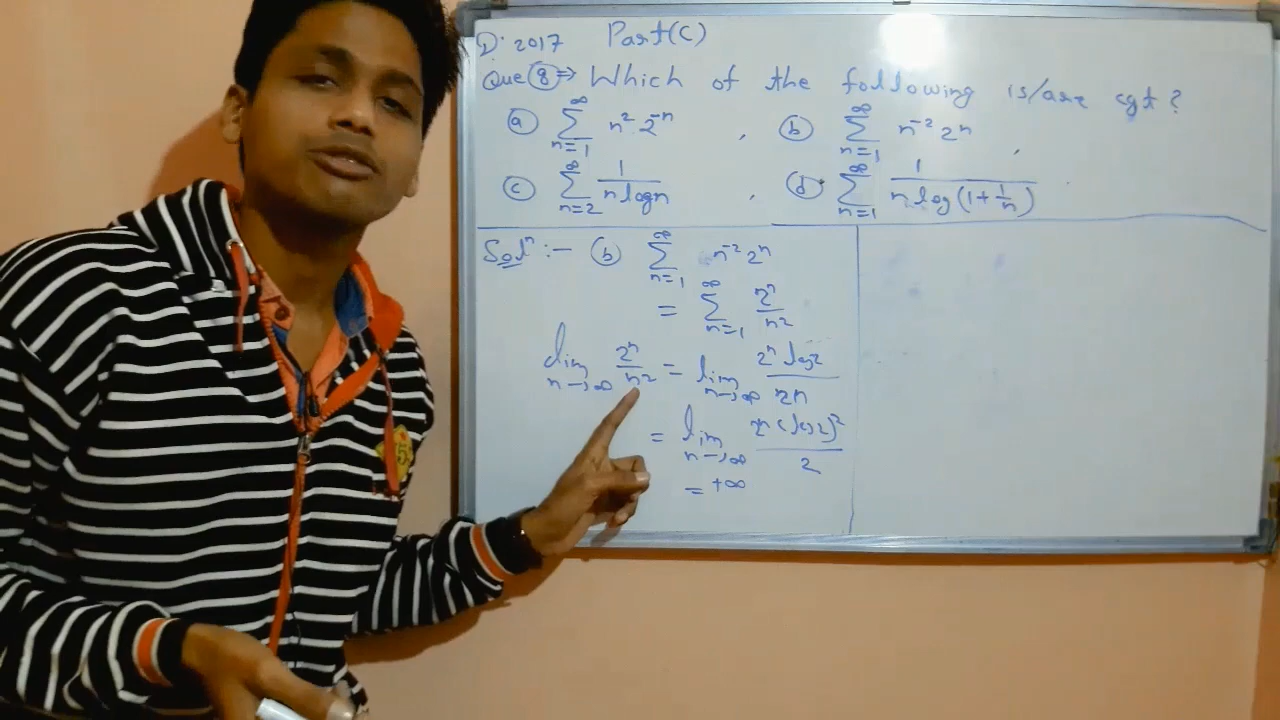 D: 2017 Part(C)
Que (8) ⇒ Which of the following is/are cgt ?
(a) ∑_{n=1}^{∞} n² 2⁻ⁿ , (b) ∑_{n=1}^{∞} n⁻² 2ⁿ ,
(c) ∑_{n=2}^{∞} 1/(n logn) , (d) ∑_{n=1}^{∞} 1/(n log(1+1/n))
Solⁿ :- (b) ∑_{n=1}^{∞} n⁻² 2ⁿ
= ∑_{n=1}^{∞} 2ⁿ/n²
lim_{n→∞} 2ⁿ/n² = lim_{n→∞} 2ⁿ log2/2n
= lim_{n→∞} 2ⁿ (log2)²/2
= +∞